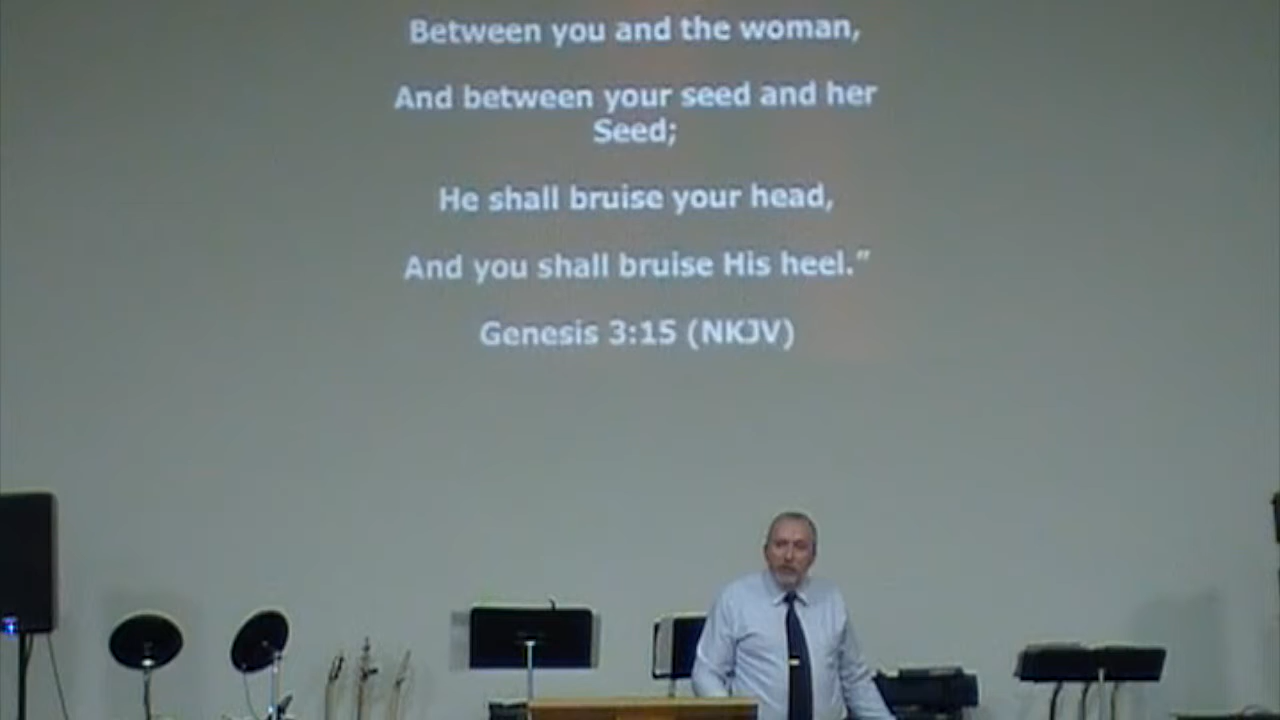 Between you and the woman,
And between your seed and her
Seed;
He shall bruise your head,
And you shall bruise His heel.”
Genesis 3:15 (NKJV)